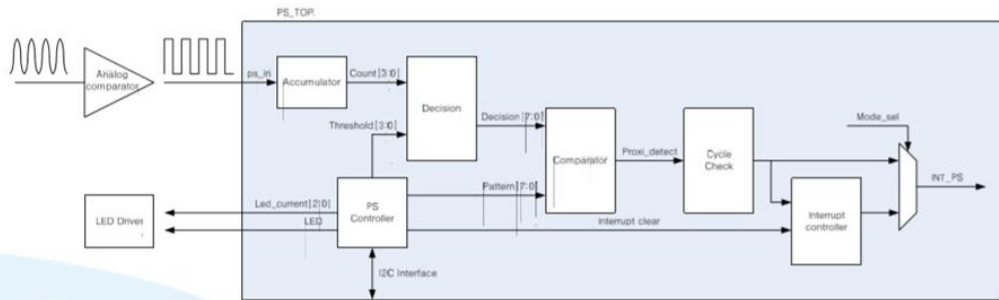 PS_TOP
Analog
comparator
ps_in
Accumulator
Count[3:0]
Decision
Threshold[3:0]
Decision[7:0]
Comparator
Proxi_detect
Cycle
Check
Mode_sel
INT_PS
Pattern[7:0]
PS
Controller
Led_current[2:0]
LED
LED Driver
Interrupt clear
Interrupt
controller
I2C Interface